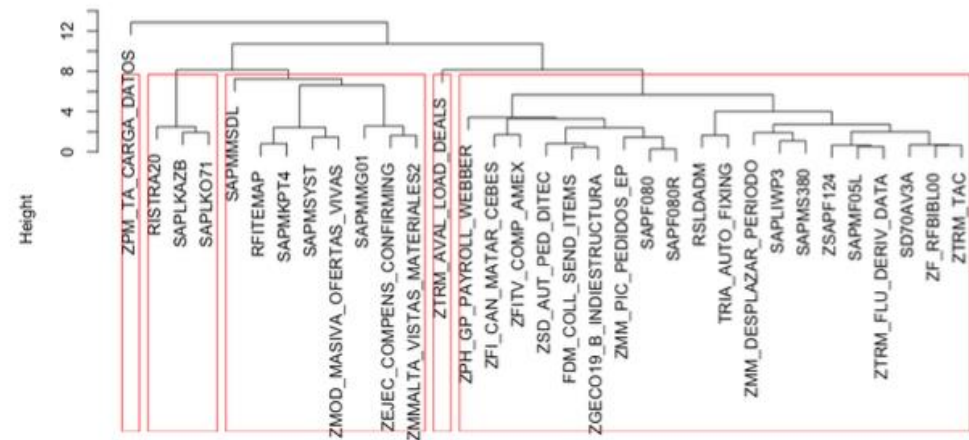 Height
12
8
4
0
ZPM_TA_CARGA_DATOS
RISTRA20
SAPLKAZB
SAPLKO71
SAPMMSDL
RFITEMAP
SAPMKPT4
SAPMSYST
ZMOD_MASIVA_OFERTAS_VIVAS
SAPMMG01
ZEJEC_COMPENS_CONFIRMING
ZMMALTA_VISTAS_MATERIALES2
ZTRM_AVAL_LOAD_DEALS
ZPH_GP_PAYROLL_WEBBER
ZFI_CAN_MATAR_CEBES
ZFITV_COMP_AMEX
ZSD_AUT_PED_DITEC
FDM_COLL_SEND_ITEMS
ZGECO19_B_INDIESTRUCTURA
ZMM_PIC_PEDIDOS_EP
SAPF080
SAPF080R
RSLDADM
TRIA_AUTO_FIXING
ZMM_DESPLAZAR_PERIODO
SAPLIWP3
SAPMS380
ZSAPF124
SAPMF05L
ZTRM_FLU_DERIV_DATA
SD70AV3A
ZF_RFBIBL00
ZTRM_TAC